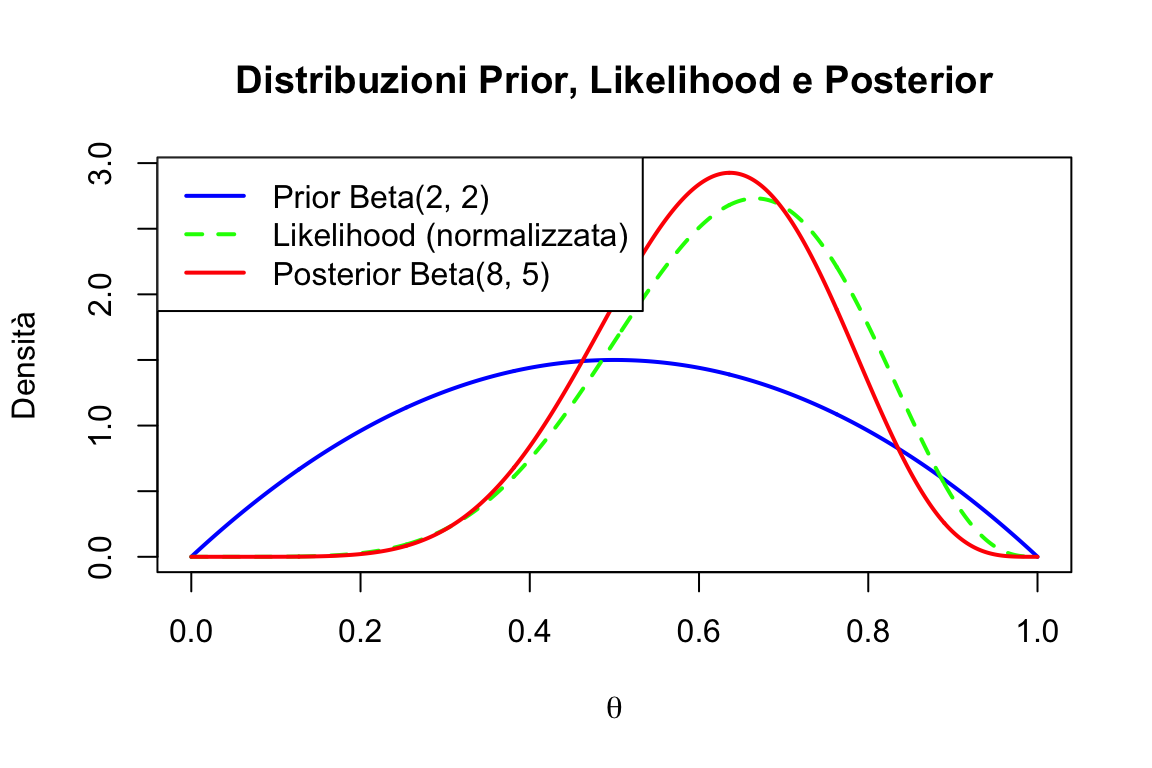 Distribuzioni Prior, Likelihood e Posterior
Prior Beta(2, 2)
Likelihood (normalizzata)
Posterior Beta(8, 5)
Densità
3.0
2.0
1.0
0.0
0.0 0.2 0.4 0.6 0.8 1.0
θ